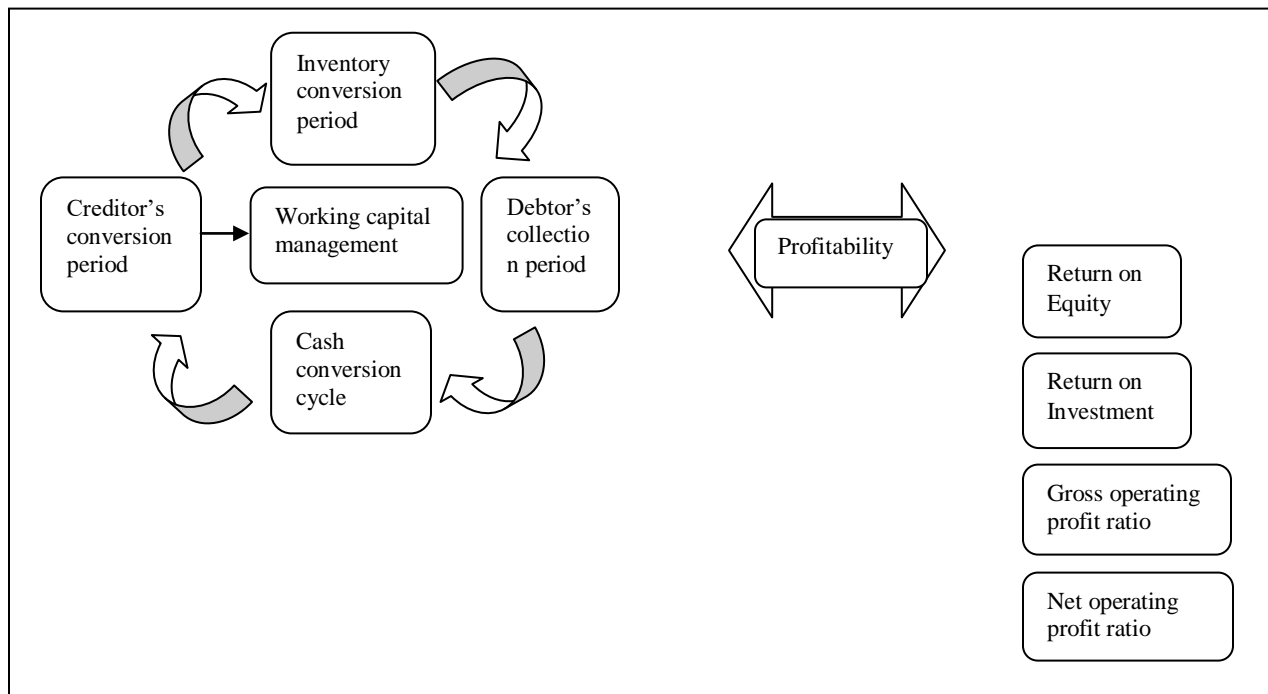 Inventory
conversion
period
Creditor’s
conversion
period
Working capital
management
Debtor’s
collectio
n period
Cash
conversion
cycle
Profitability
Return on
Equity
Return on
Investment
Gross operating
profit ratio
Net operating
profit ratio